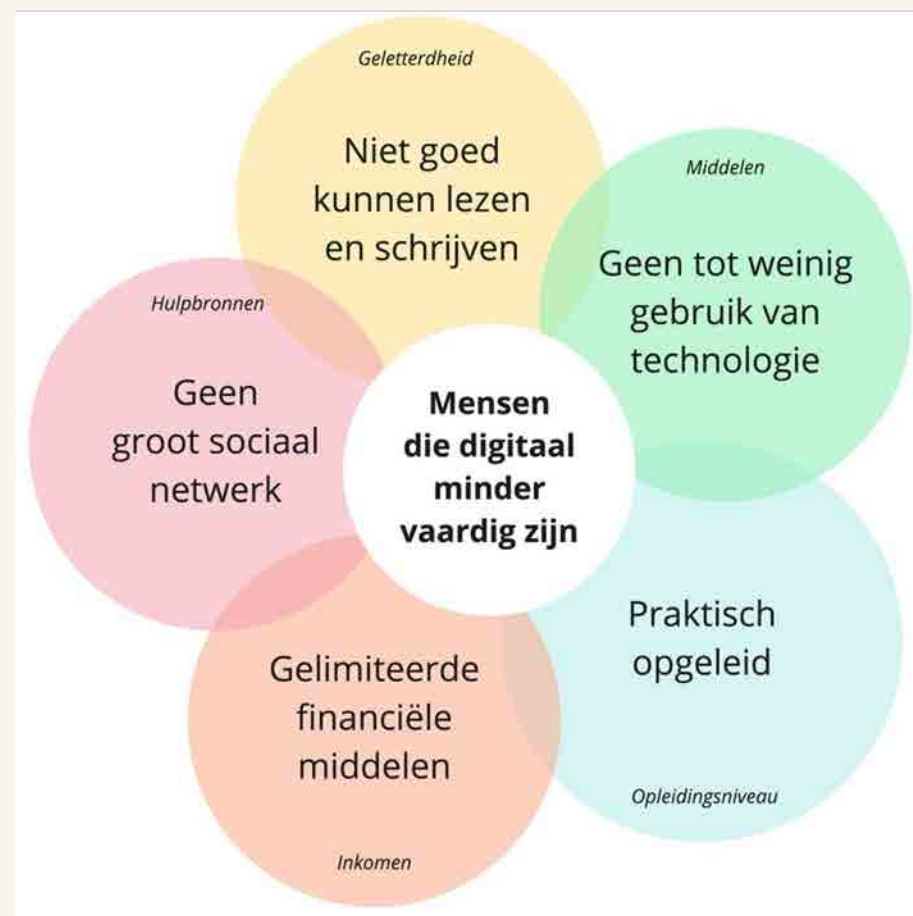 Geletterdheid
Niet goed
kunnen lezen
en schrijven
Middelen
Geen tot weinig
gebruik van
technologie
Hulpbronnen
Geen
groot sociaal
netwerk
Mensen
die digitaal
minder
vaardig zijn
Praktisch
opgeleid
Opleidingsniveau
Gelimiteerde
financiële
middelen
Inkomen